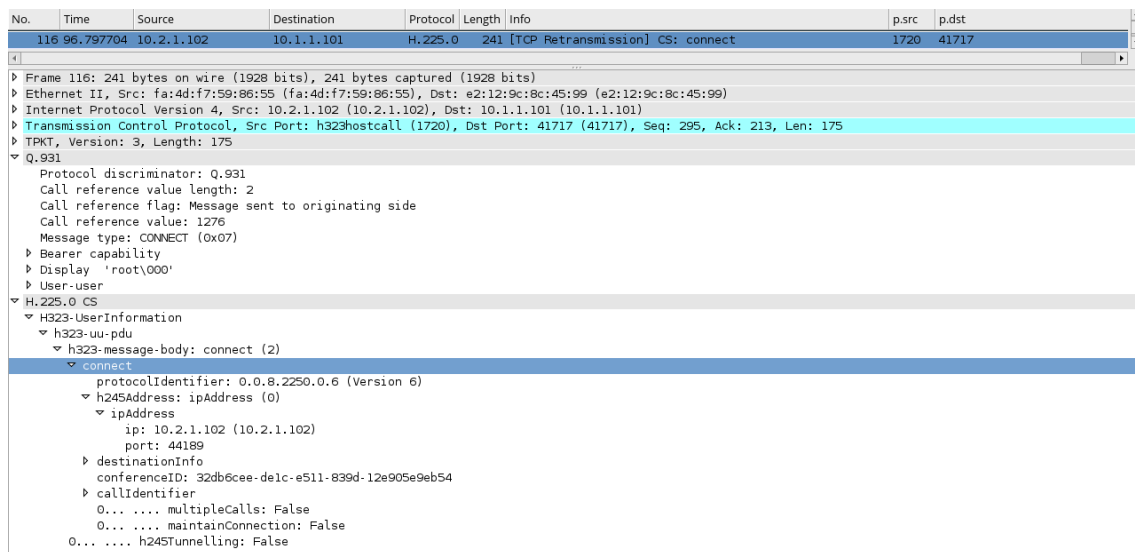 No. Time Source Destination Protocol Length Info p.src p.dst
116 96.797704 10.2.1.102 10.1.1.101 H.225.0 241 [TCP Retransmission] CS: connect 1720 41717
Frame 116: 241 bytes on wire (1928 bits), 241 bytes captured (1928 bits)
Ethernet II, Src: fa:4d:f7:59:86:55 (fa:4d:f7:59:86:55), Dst: e2:12:9c:8c:45:99 (e2:12:9c:8c:45:99)
Internet Protocol Version 4, Src: 10.2.1.102 (10.2.1.102), Dst: 10.1.1.101 (10.1.1.101)
Transmission Control Protocol, Src Port: h323hostcall (1720), Dst Port: 41717 (41717), Seq: 295, Ack: 213, Len: 175
TPKT, Version: 3, Length: 175
Q.931
Protocol discriminator: Q.931
Call reference value length: 2
Call reference flag: Message sent to originating side
Call reference value: 1276
Message type: CONNECT (0x07)
Bearer capability
Display 'root\000'
User-user
H.225.0 CS
H323-UserInformation
h323-uu-pdu
h323-message-body: connect (2)
connect
protocolIdentifier: 0.0.8.2250.0.6 (Version 6)
h245Address: ipAddress (0)
ipAddress
ip: 10.2.1.102 (10.2.1.102)
port: 44189
destinationInfo
conferenceID: 32db6cee-de1c-e511-839d-12e905e9eb54
callIdentifier
0... .... multipleCalls: False
0... .... maintainConnection: False
0... .... h245Tunnelling: False